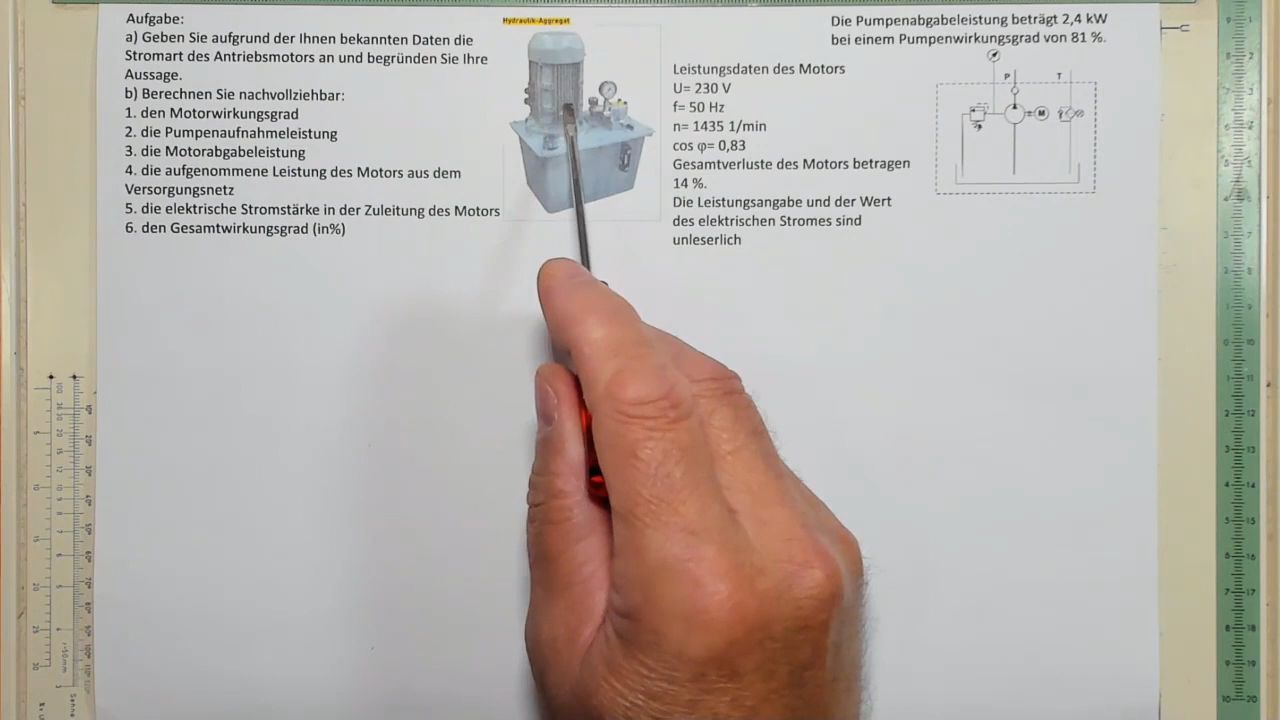 Aufgabe:
a) Geben Sie aufgrund der Ihnen bekannten Daten die
Stromart des Antriebsmotors an und begründen Sie Ihre
Aussage.
b) Berechnen Sie nachvollziehbar:
1. den Motorwirkungsgrad
2. die Pumpenaufnahmeleistung
3. die Motorabgabeleistung
4. die aufgenommene Leistung des Motors aus dem
Versorgungsnetz
5. die elektrische Stromstärke in der Zuleitung des Motors
6. den Gesamtwirkungsgrad (in%)
Hydraulik-Aggregat
Leistungsdaten des Motors
U= 230 V
f= 50 Hz
n= 1435 1/min
cos φ= 0,83
Gesamtverluste des Motors betragen
14 %.
Die Leistungsangabe und der Wert
des elektrischen Stromes sind
unleserlich
Die Pumpenabgabeleistung beträgt 2,4 kW
bei einem Pumpenwirkungsgrad von 81 %.
P
T
M